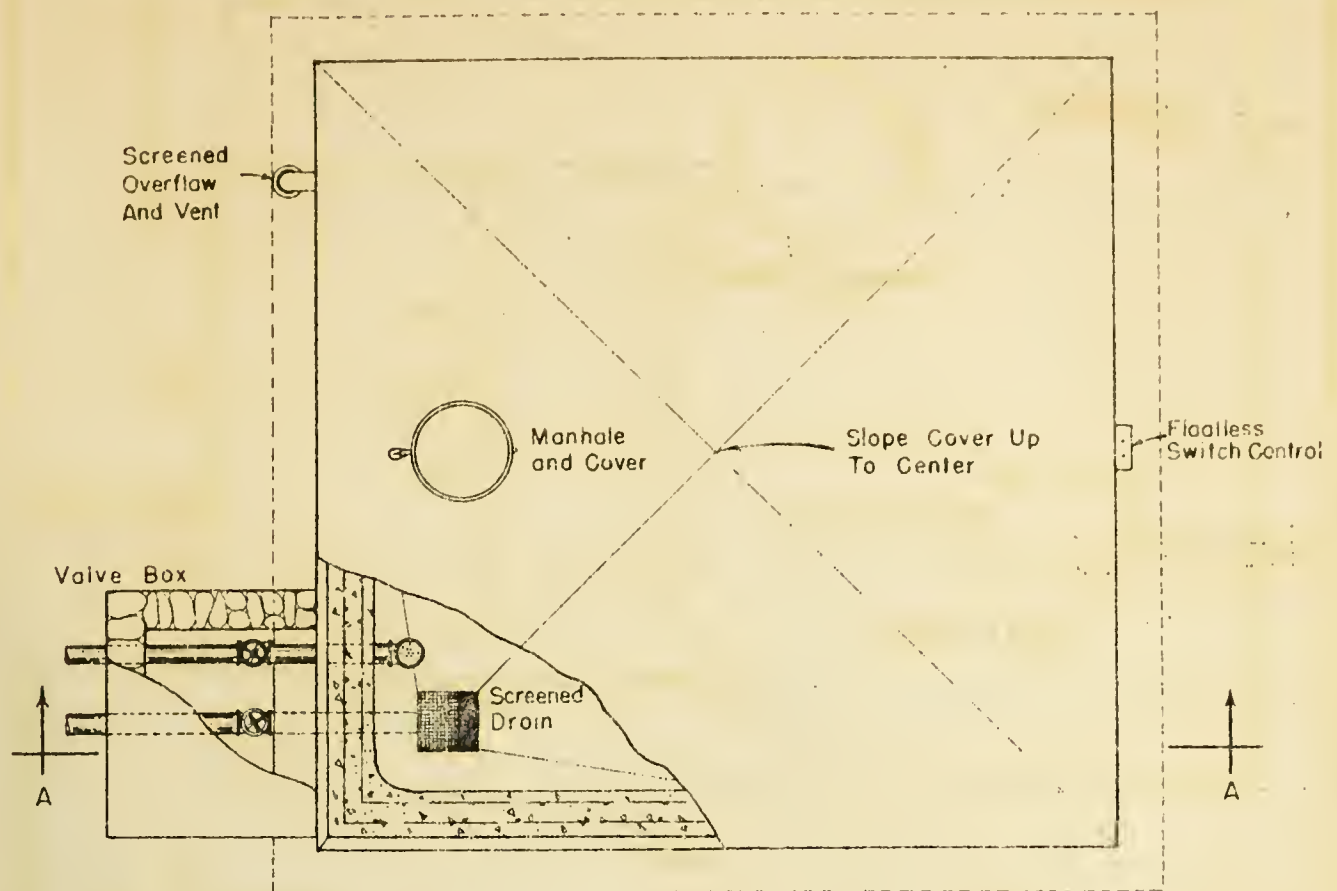 Screened
Overflow
And Vent
Manhole
and Cover
Slope Cover Up
To Center
Floatless
Switch Control
Valve Box
Screened
Drain
A
A